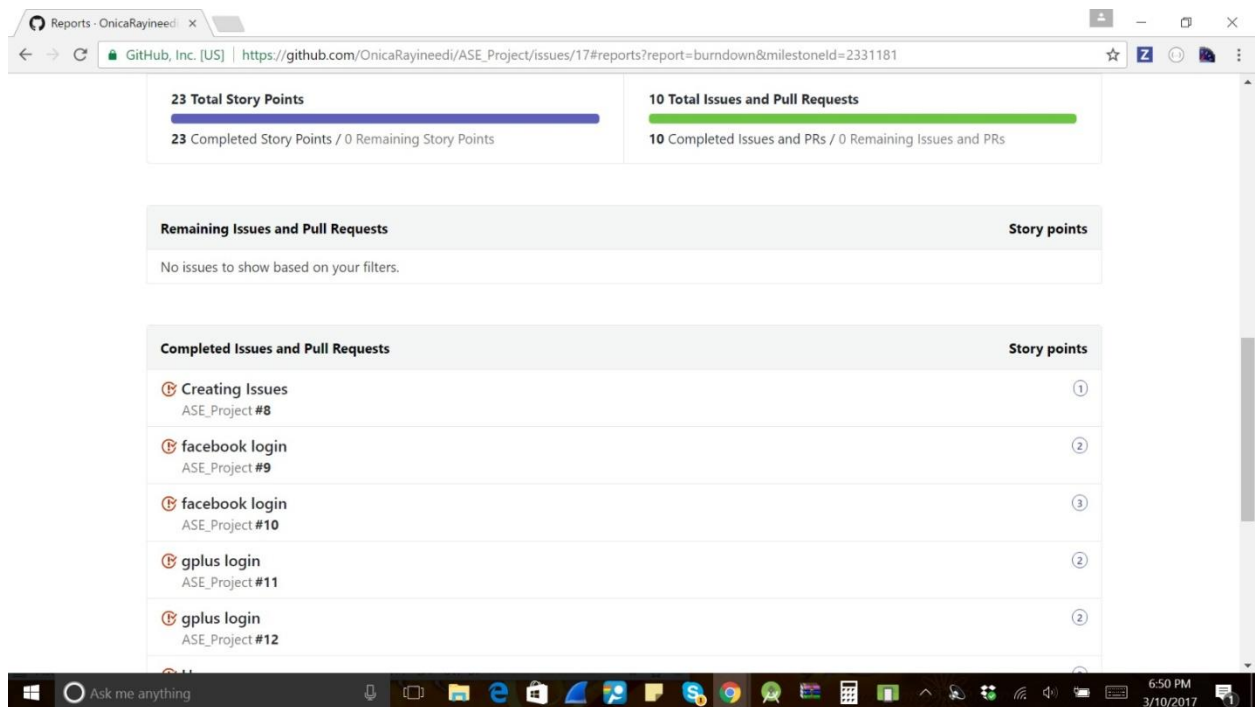 Reports - OnicaRayineedi
GitHub, Inc. [US] | https://github.com/OnicaRayineedi/ASE_Project/issues/17#reports?report=burndown&milestoneId=2331181
23 Total Story Points
23 Completed Story Points / 0 Remaining Story Points
10 Total Issues and Pull Requests
10 Completed Issues and PRs / 0 Remaining Issues and PRs
Remaining Issues and Pull Requests Story points
No issues to show based on your filters.
Completed Issues and Pull Requests Story points
Creating Issues 1
ASE_Project #8
facebook login 2
ASE_Project #9
facebook login 3
ASE_Project #10
gplus login 2
ASE_Project #11
gplus login 2
ASE_Project #12
Ask me anything
6:50 PM
3/10/2017